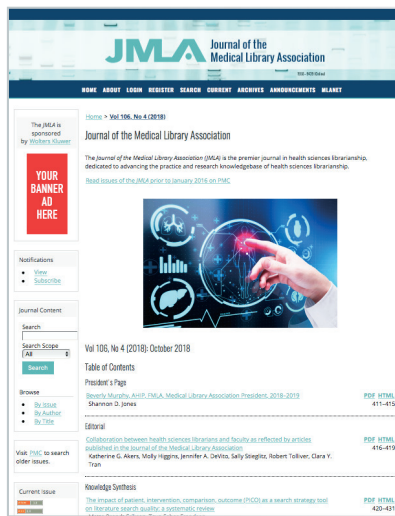 JMLA Journal of the
Medical Library Association
HOME ABOUT LOGIN REGISTER SEARCH CURRENT ARCHIVES ANNOUNCEMENTS MLANET
The JMLA is
sponsored
by Wolters Kluwer
YOUR
BANNER
AD
HERE
Notifications
View
Subscribe
Journal Content
Search
Search Scope
All
Search
Browse
By Issue
By Author
By Title
Visit PMC to search
older issues.
Current Issue
Home > Vol 106, No 4 (2018)
Journal of the Medical Library Association
The Journal of the Medical Library Association (JMLA) is the premier journal in health sciences librarianship,
dedicated to advancing the practice and research knowledgebase of health sciences librarianship.
Read issues of the JMLA prior to January 2016 on PMC
Vol 106, No 4 (2018): October 2018
Table of Contents
President's Page
Beverly Murphy, AHIP, FMLA, Medical Library Association President, 2018–2019 PDF HTML
Shannon D. Jones 411–415
Editorial
Collaboration between health sciences librarians and faculty as reflected by articles PDF HTML
published in the Journal of the Medical Library Association 416–419
Katherine G. Akers, Molly Higgins, Jennifer A. DeVito, Sally Stieglitz, Robert Tolliver, Clara Y.
Tran
Knowledge Synthesis
The impact of patient, intervention, comparison, outcome (PICO) as a search strategy tool PDF HTML
on literature search quality: a systematic review 420–431